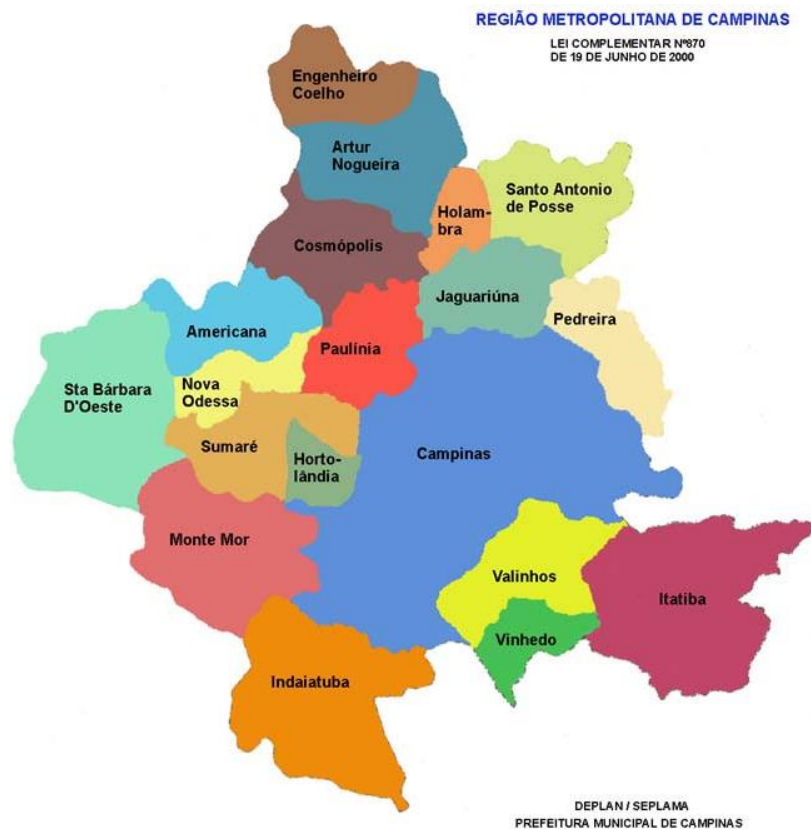 REGIÃO METROPOLITANA DE CAMPINAS
LEI COMPLEMENTAR Nº870
DE 19 DE JUNHO DE 2000
Engenheiro
Coelho
Artur
Nogueira
Santo Antonio
de Posse
Holam-
bra
Cosmópolis
Jaguariúna
Pedreira
Americana
Paulínia
Nova
Odessa
Sta Bárbara
D'Oeste
Sumaré
Horto-
lândia
Campinas
Monte Mor
Valinhos
Itatiba
Vinhedo
Indaiatuba
DEPLAN / SEPLAMA
PREFEITURA MUNICIPAL DE CAMPINAS